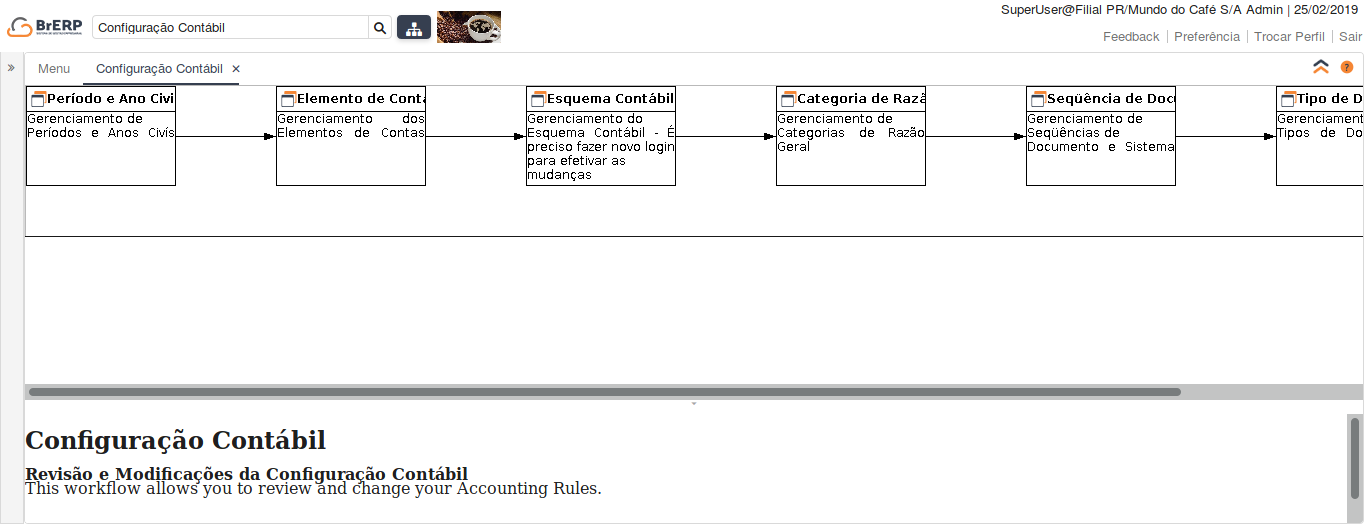 SuperUser@Filial PR/Mundo do Café S/A Admin | 25/02/2019
BrERP
Configuração Contábil
Feedback | Preferência | Trocar Perfil | Sair
Menu
Configuração Contábil ×
Período e Ano Civi
Gerenciamento de
Períodos e Anos Civís
Elemento de Conta
Gerenciamento dos
Elementos de Contas
Esquema Contábil
Gerenciamento do
Esquema Contábil - É
preciso fazer novo login
para efetivar as
mudanças
Categoria de Razã
Gerenciamento de
Categorias de Razão
Geral
Seqüência de Docu
Gerenciamento de
Seqüências de
Documento e Sistema
Tipo de D
Gerenciament
Tipos de Do
Configuração Contábil
Revisão e Modificações da Configuração Contábil
This workflow allows you to review and change your Accounting Rules.